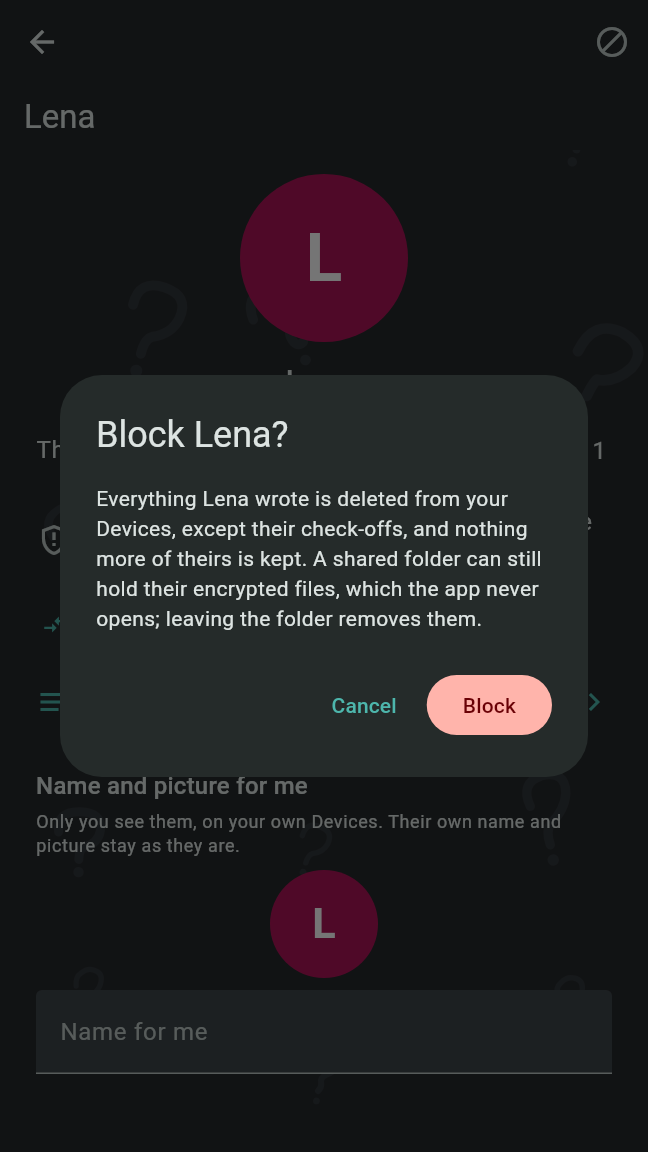 Lena
L
Block Lena?
Everything Lena wrote is deleted from your
Devices, except their check-offs, and nothing
more of theirs is kept. A shared folder can still
hold their encrypted files, which the app never
opens; leaving the folder removes them.
Cancel
Block
Th
1
Name and picture for me
Only you see them, on your own Devices. Their own name and
picture stay as they are.
L
Name for me